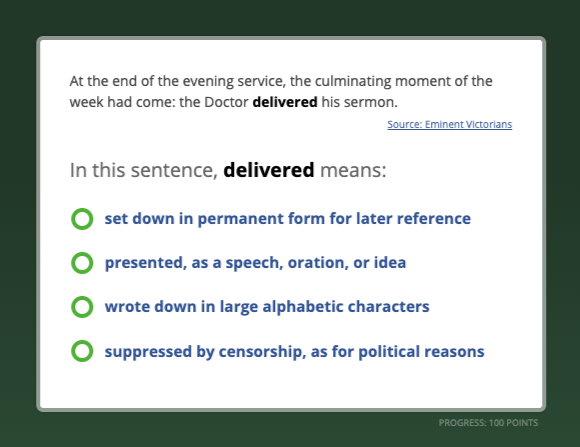 At the end of the evening service, the culminating moment of the
week had come: the Doctor delivered his sermon.
Source: Eminent Victorians
In this sentence, delivered means:
set down in permanent form for later reference
presented, as a speech, oration, or idea
wrote down in large alphabetic characters
suppressed by censorship, as for political reasons
PROGRESS: 100 POINTS